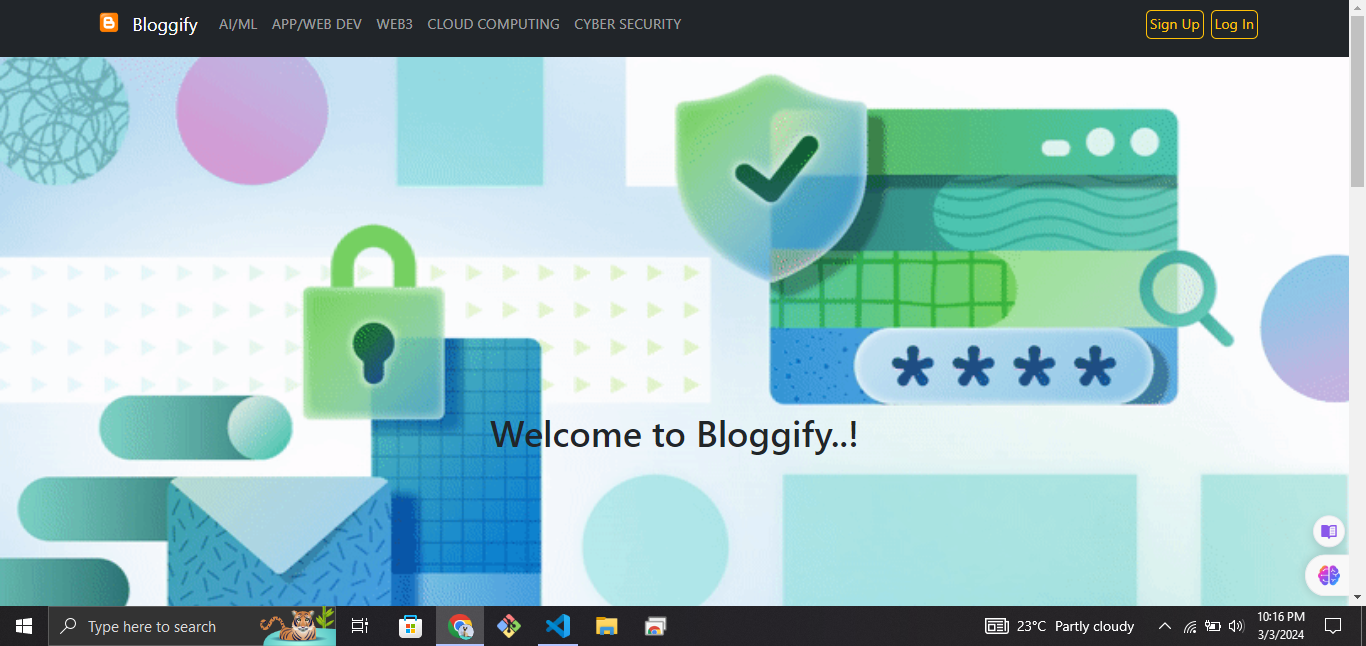 Bloggify AI/ML APP/WEB DEV WEB3 CLOUD COMPUTING CYBER SECURITY Sign Up Log In
****
Welcome to Bloggify..!
Type here to search 23°C Partly cloudy 10:16 PM
3/3/2024